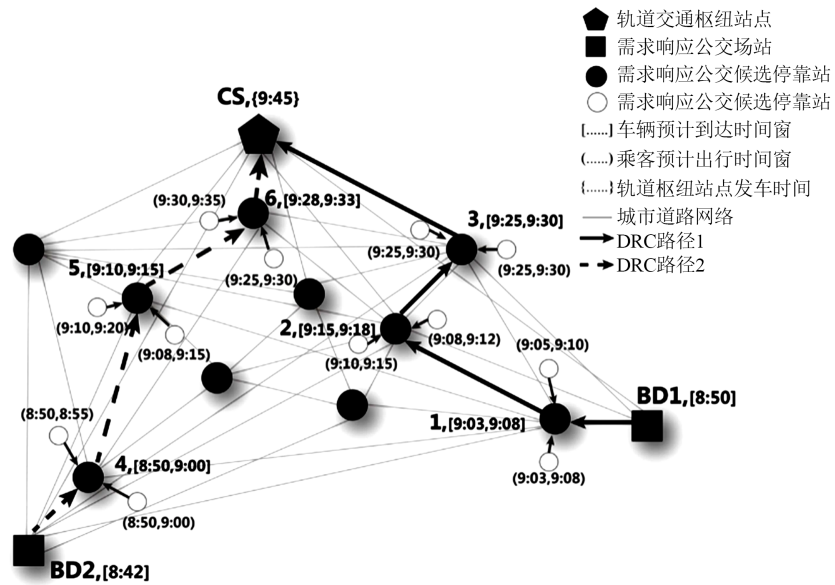 轨道交通枢纽站点
需求响应公交场站
需求响应公交候选停靠站
需求响应公交候选停靠站
[......]车辆预计到达时间窗
(......)乘客预计出行时间窗
{......}轨道枢纽站点发车时间
城市道路网络
DRC路径1
DRC路径2
CS,{9:45}
(9:30,9:35)
6,[9:28,9:33]
3,[9:25,9:30]
(9:25,9:30)
(9:25,9:30)
(9:25,9:30)
5,[9:10,9:15]
(9:10,9:20)
(9:08,9:15)
2,[9:15,9:18]
(9:08,9:12)
(9:10,9:15)
(9:05,9:10)
BD1,[8:50]
1,[9:03,9:08]
(9:03,9:08)
(8:50,8:55)
4,[8:50,9:00]
(8:50,9:00)
BD2,[8:42]